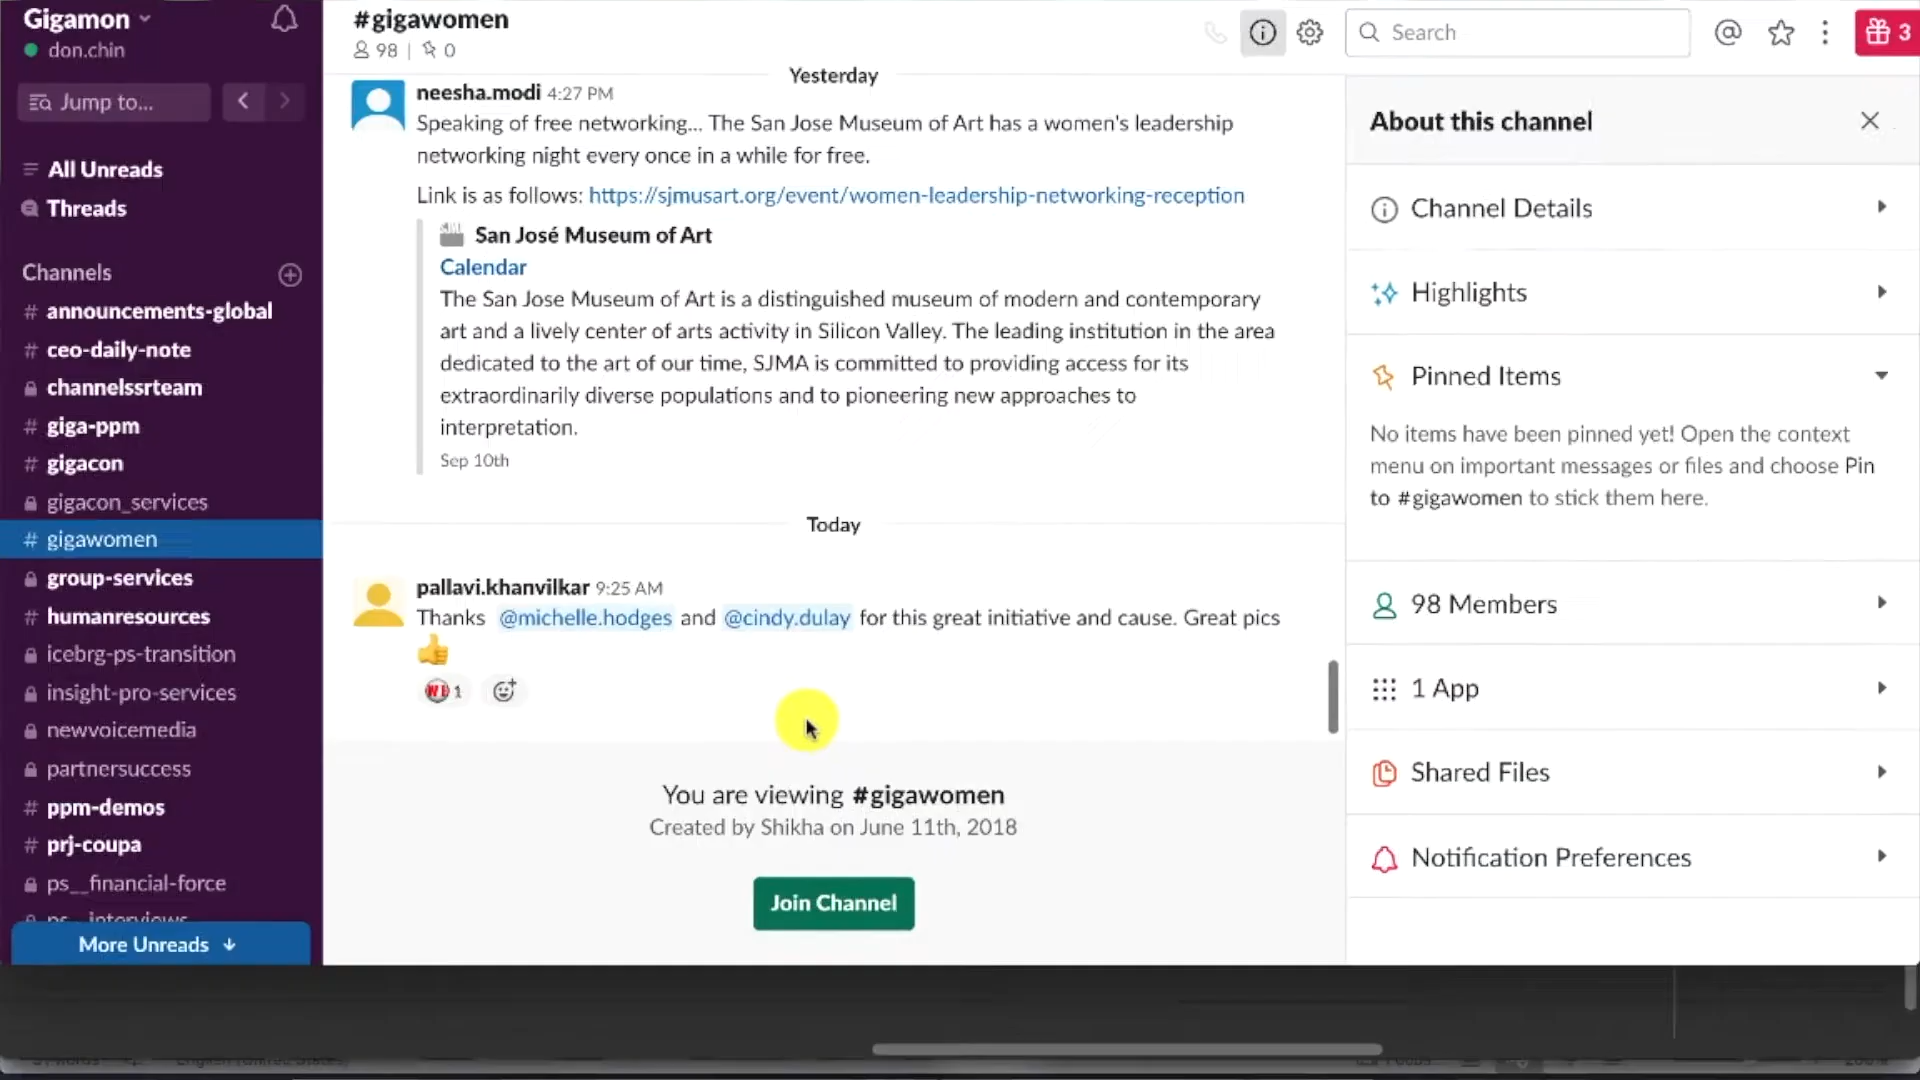 Gigamon
don.chin
Jump to...
All Unreads
Threads
Channels
# announcements-global
# ceo-daily-note
channelssrteam
# giga-ppm
# gigacon
gigacon_services
# gigawomen
group-services
# humanresources
icebrg-ps-transition
insight-pro-services
newvoicemedia
partnersuccess
# ppm-demos
# prj-coupa
ps__financial-force
ps__interviews
More Unreads ↓
#gigawomen
98 | 0
Search
3
Yesterday
neesha.modi 4:27 PM
Speaking of free networking... The San Jose Museum of Art has a women's leadership
networking night every once in a while for free.
Link is as follows: https://sjmusart.org/event/women-leadership-networking-reception
San José Museum of Art
Calendar
The San Jose Museum of Art is a distinguished museum of modern and contemporary
art and a lively center of arts activity in Silicon Valley. The leading institution in the area
dedicated to the art of our time, SJMA is committed to providing access for its
extraordinarily diverse populations and to pioneering new approaches to
interpretation.
Sep 10th
Today
pallavi.khanvilkar 9:25 AM
Thanks @michelle.hodges and @cindy.dulay for this great initiative and cause. Great pics
👍
1
You are viewing #gigawomen
Created by Shikha on June 11th, 2018
Join Channel
About this channel
Channel Details
Highlights
Pinned Items
No items have been pinned yet! Open the context
menu on important messages or files and choose Pin
to #gigawomen to stick them here.
98 Members
1 App
Shared Files
Notification Preferences